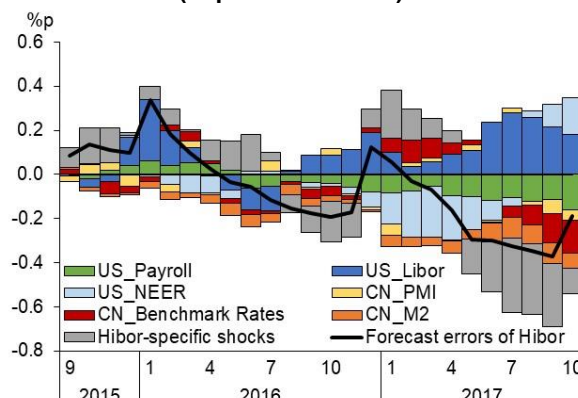 %p
0.6
0.4
0.2
0.0
-0.2
-0.4
-0.6
-0.8
US_Payroll US_Libor
US_NEER CN_PMI
CN_Benchmark Rates CN_M2
Hibor-specific shocks Forecast errors of Hibor
9 1 4 7 10 1 4 7 10
2015 2016 2017